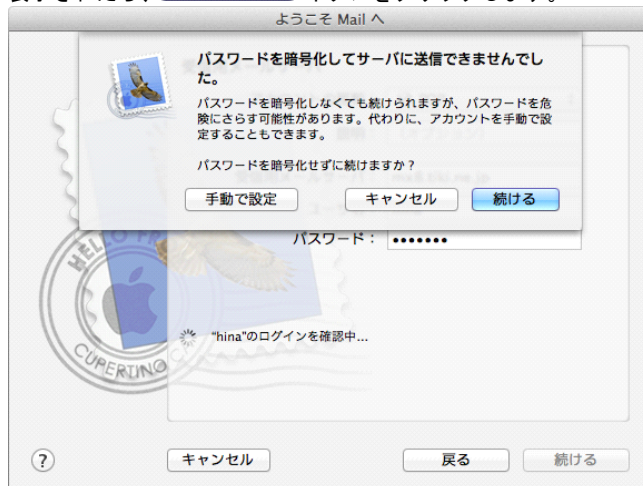 ようこそ Mail へ
パスワードを暗号化してサーバに送信できませんでし
た。
パスワードを暗号化しなくても続けられますが、パスワードを危
険にさらす可能性があります。代わりに、アカウントを手動で設
定することもできます。
パスワードを暗号化せずに続けますか？
手動で設定 キャンセル 続ける
パスワード： •••••••
"hina"のログインを確認中...
HELLO FR
CUPERTINO CA
? キャンセル 戻る 続ける